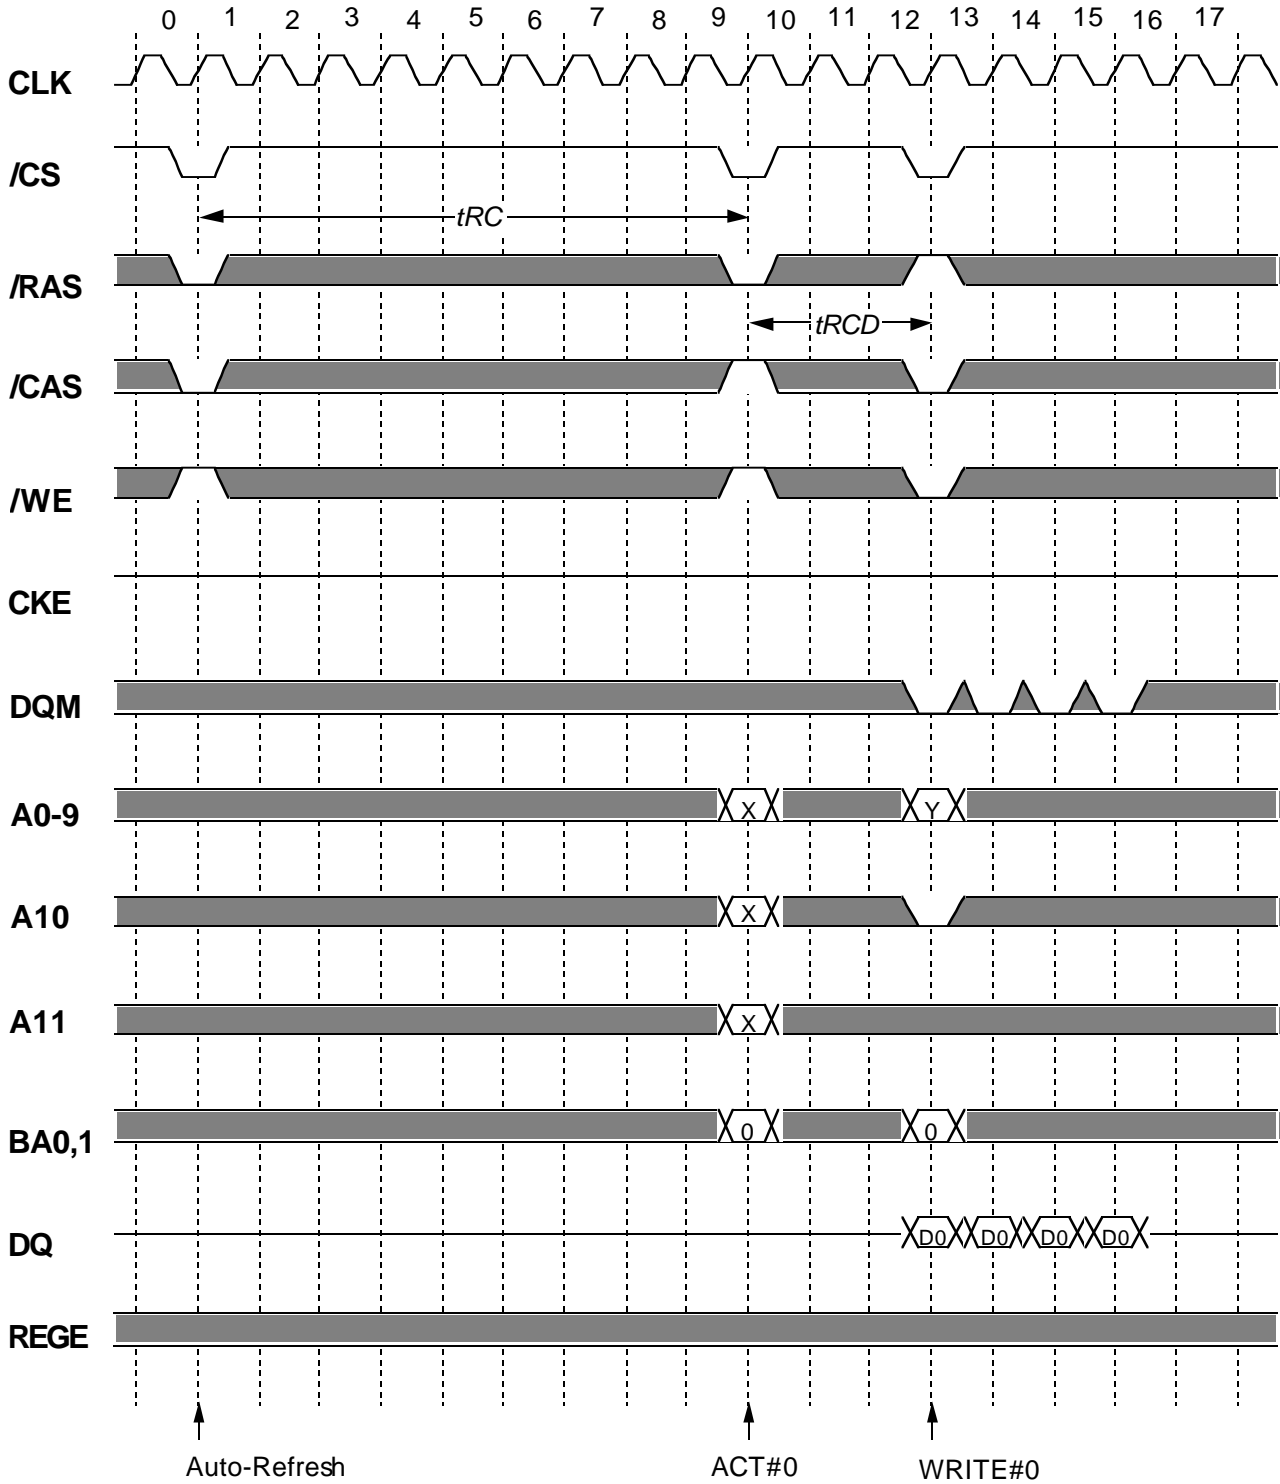 0 1 2 3 4 5 6 7 8 9 10 11 12 13 14 15 16 17
CLK
/CS
tRC
/RAS
tRCD
/CAS
/WE
CKE
DQM
A0-9 X Y
A10 X
A11 X
BA0,1 0 0
DQ D0 D0 D0 D0
REGE
Auto-Refresh ACT#0 WRITE#0